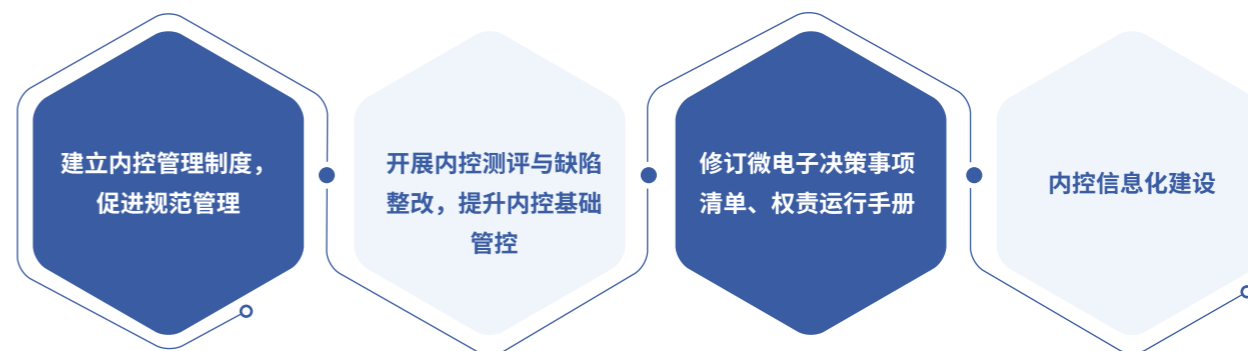 建立内控管理制度，
促进规范管理
开展内控测评与缺陷
整改，提升内控基础
管控
修订微电子决策事项
清单、权责运行手册
内控信息化建设